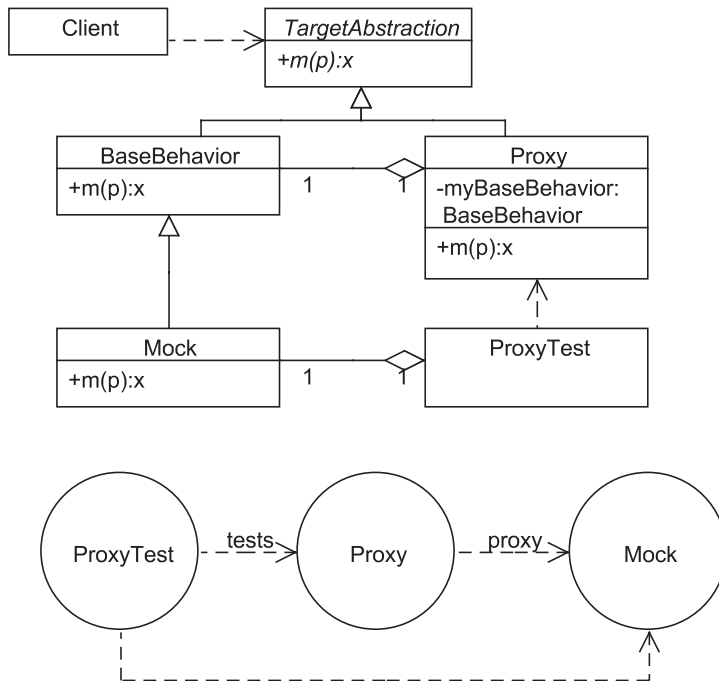 Client
TargetAbstraction
+m(p):x
BaseBehavior
+m(p):x
1
1
Proxy
-myBaseBehavior:
BaseBehavior
+m(p):x
Mock
+m(p):x
1
1
ProxyTest
ProxyTest
tests
Proxy
proxy
Mock